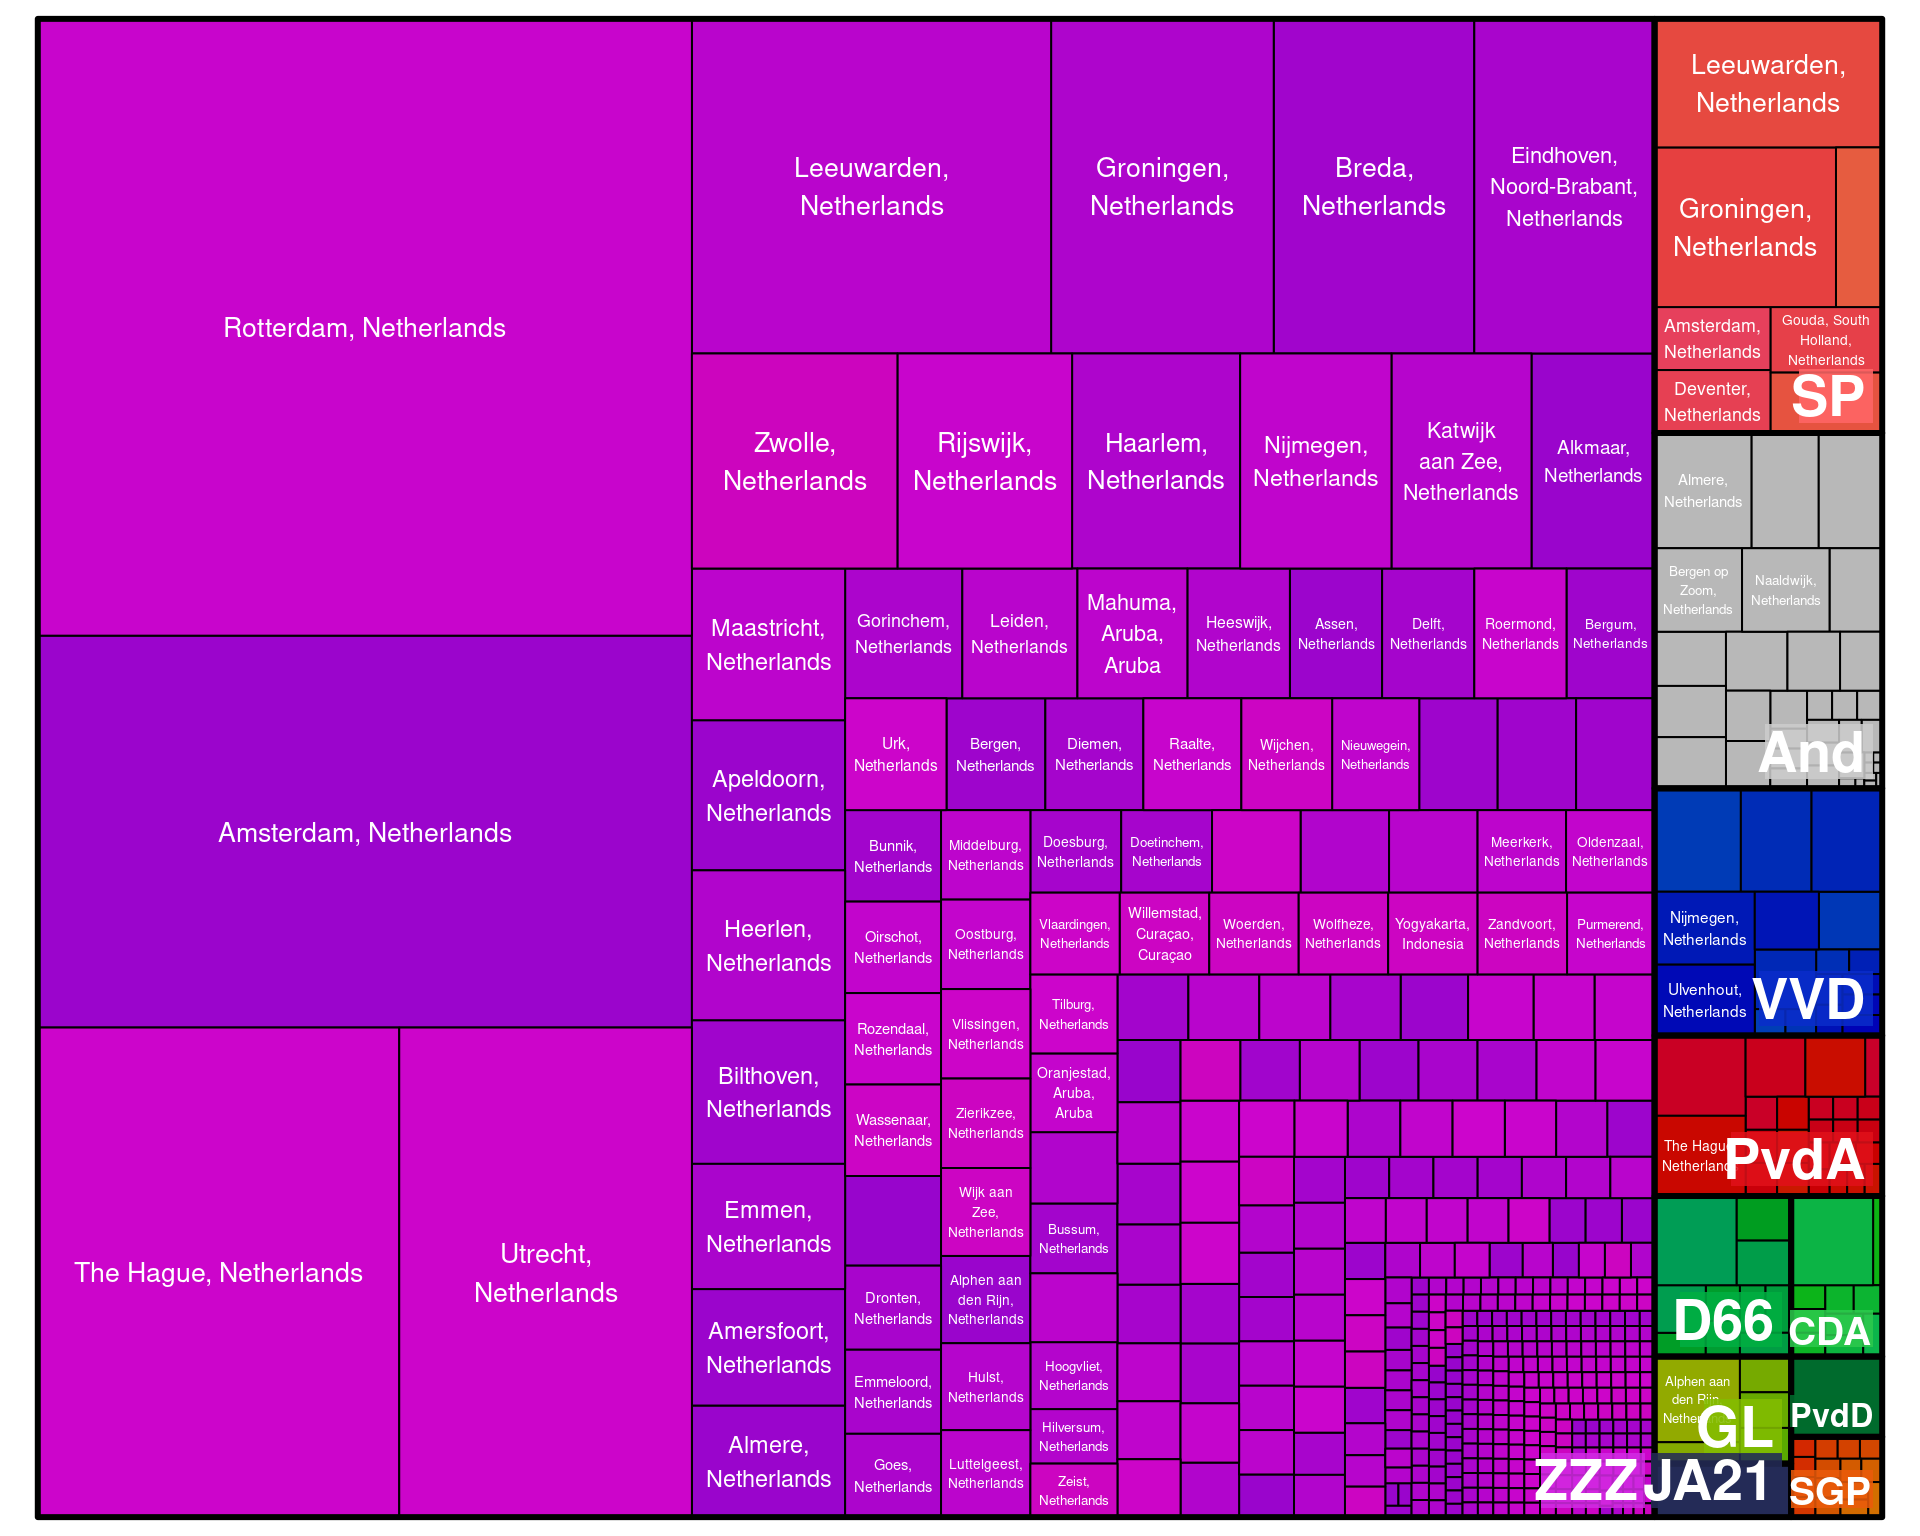 Rotterdam, Netherlands
Amsterdam, Netherlands
The Hague, Netherlands
Utrecht,
Netherlands
Leeuwarden,
Netherlands
Groningen,
Netherlands
Breda,
Netherlands
Eindhoven,
Noord-Brabant,
Netherlands
Zwolle,
Netherlands
Rijswijk,
Netherlands
Haarlem,
Netherlands
Nijmegen,
Netherlands
Katwijk
aan Zee,
Netherlands
Alkmaar,
Netherlands
Maastricht,
Netherlands
Apeldoorn,
Netherlands
Heerlen,
Netherlands
Bilthoven,
Netherlands
Emmen,
Netherlands
Amersfoort,
Netherlands
Almere,
Netherlands
Gorinchem,
Netherlands
Leiden,
Netherlands
Mahuma,
Aruba,
Aruba
Heeswijk,
Netherlands
Assen,
Netherlands
Delft,
Netherlands
Roermond,
Netherlands
Bergum,
Netherlands
Urk,
Netherlands
Bergen,
Netherlands
Diemen,
Netherlands
Raalte,
Netherlands
Wijchen,
Netherlands
Nieuwegein,
Netherlands
Bunnik,
Netherlands
Oirschot,
Netherlands
Rozendaal,
Netherlands
Wassenaar,
Netherlands
Dronten,
Netherlands
Emmeloord,
Netherlands
Goes,
Netherlands
Middelburg,
Netherlands
Oostburg,
Netherlands
Vlissingen,
Netherlands
Zierikzee,
Netherlands
Wijk aan
Zee,
Netherlands
Alphen aan
den Rijn,
Netherlands
Hulst,
Netherlands
Luttelgeest,
Netherlands
Doesburg,
Netherlands
Doetinchem,
Netherlands
Meerkerk,
Netherlands
Oldenzaal,
Netherlands
Vlaardingen,
Netherlands
Willemstad,
Curaçao,
Curaçao
Woerden,
Netherlands
Wolfheze,
Netherlands
Yogyakarta,
Indonesia
Zandvoort,
Netherlands
Purmerend,
Netherlands
Tilburg,
Netherlands
Oranjestad,
Aruba,
Aruba
Bussum,
Netherlands
Hoogvliet,
Netherlands
Hilversum,
Netherlands
Zeist,
Netherlands
ZZZ
Leeuwarden,
Netherlands
Groningen,
Netherlands
Amsterdam,
Netherlands
Gouda, South
Holland,
Netherlands
Deventer,
Netherlands
SP
Almere,
Netherlands
Bergen op
Zoom,
Netherlands
Naaldwijk,
Netherlands
And
Nijmegen,
Netherlands
Ulvenhout,
Netherlands
VVD
The Hague,
Netherlands
PvdA
D66
CDA
Alphen aan
den Rijn,
Netherlands
GL
PvdD
JA21
SGP